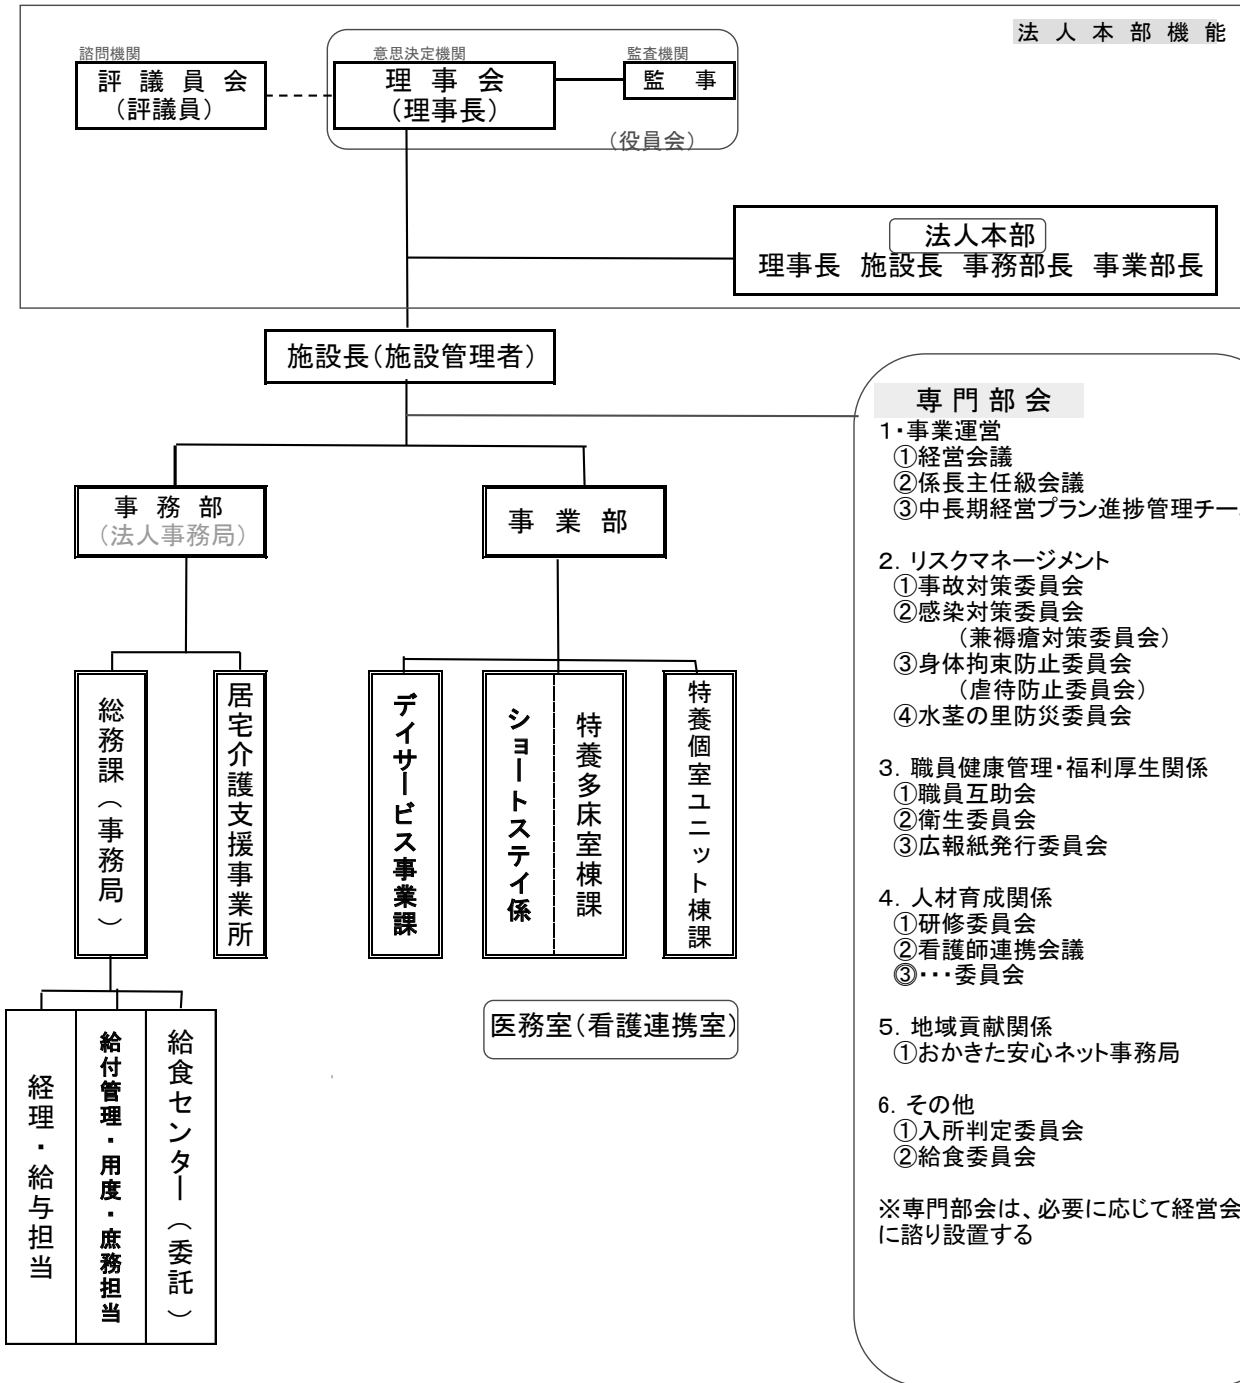 法人本部機能
諮問機関
評議員会
(評議員)
意思決定機関
理事会
(理事長)
監査機関
監事
(役員会)
法人本部
理事長 施設長 事務部長 事業部長
施設長(施設管理者)
事務部
(法人事務局)
事業部
総務課(事務局)
居宅介護支援事業所
デイサービス事業課
ショートステイ係
特養多床室棟課
特養個室ユニット棟課
医務室(看護連携室)
経理・給与担当
給付管理・用度・庶務担当
給食センター(委託)
専門部会
1・事業運営
①経営会議
②係長主任級会議
③中長期経営プラン進捗管理チー
2. リスクマネージメント
①事故対策委員会
②感染対策委員会
(兼褥瘡対策委員会)
③身体拘束防止委員会
(虐待防止委員会)
④水茎の里防災委員会
3. 職員健康管理・福利厚生関係
①職員互助会
②衛生委員会
③広報紙発行委員会
4. 人材育成関係
①研修委員会
②看護師連携会議
③・・・委員会
5. 地域貢献関係
①おかきた安心ネット事務局
6. その他
①入所判定委員会
②給食委員会
※専門部会は、必要に応じて経営会
に諮り設置する